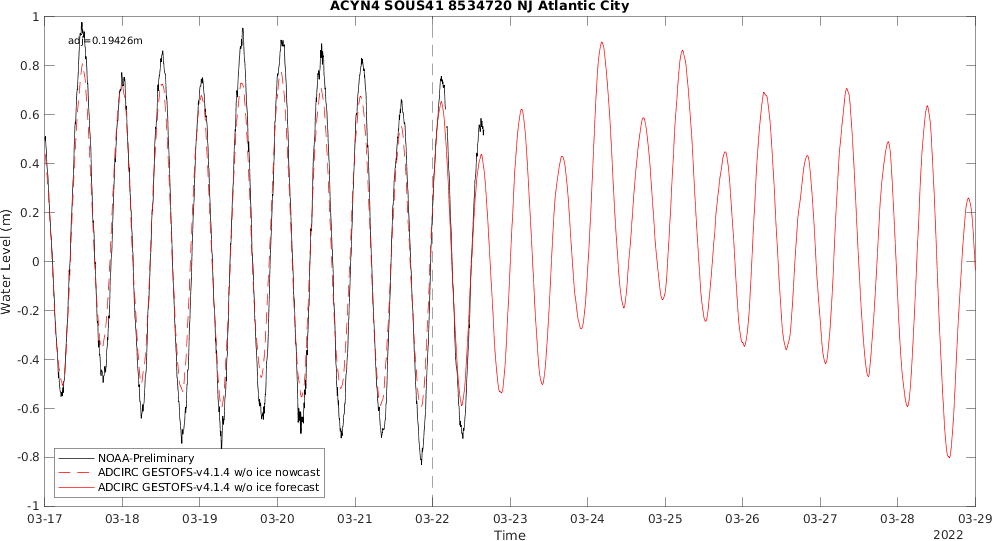 ACYN4 SOUS41 8534720 NJ Atlantic City
adj=0.19426m
1
0.8
0.6
0.4
0.2
0
-0.2
-0.4
-0.6
-0.8
-1
Water Level (m)
NOAA-Preliminary
ADCIRC GESTOFS-v4.1.4 w/o ice nowcast
ADCIRC GESTOFS-v4.1.4 w/o ice forecast
03-17 03-18 03-19 03-20 03-21 03-22 03-23 03-24 03-25 03-26 03-27 03-28 03-29
Time
2022